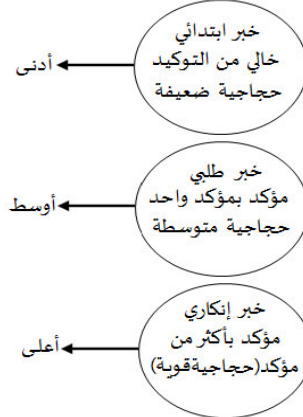 خبر ابتدائي
خالي من التوكيد
حجاجية ضعيفة
أدنى
خبر طلبي
مؤكد بمؤكد واحد
حجاجية متوسطة
أوسط
خبر إنكاري
مؤكد بأكثر من
مؤكد(حجاجيةقوية)
أعلى